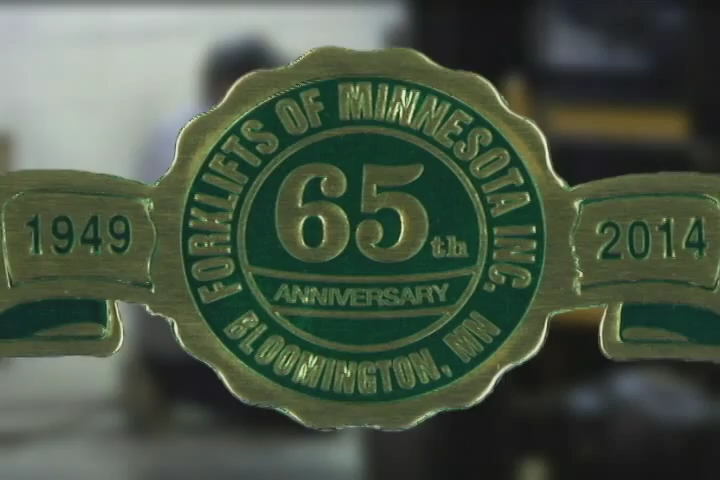 FORKLIFTS OF MINNESOTA INC.
1949
65th
2014
ANNIVERSARY
BLOOMINGTON, MN